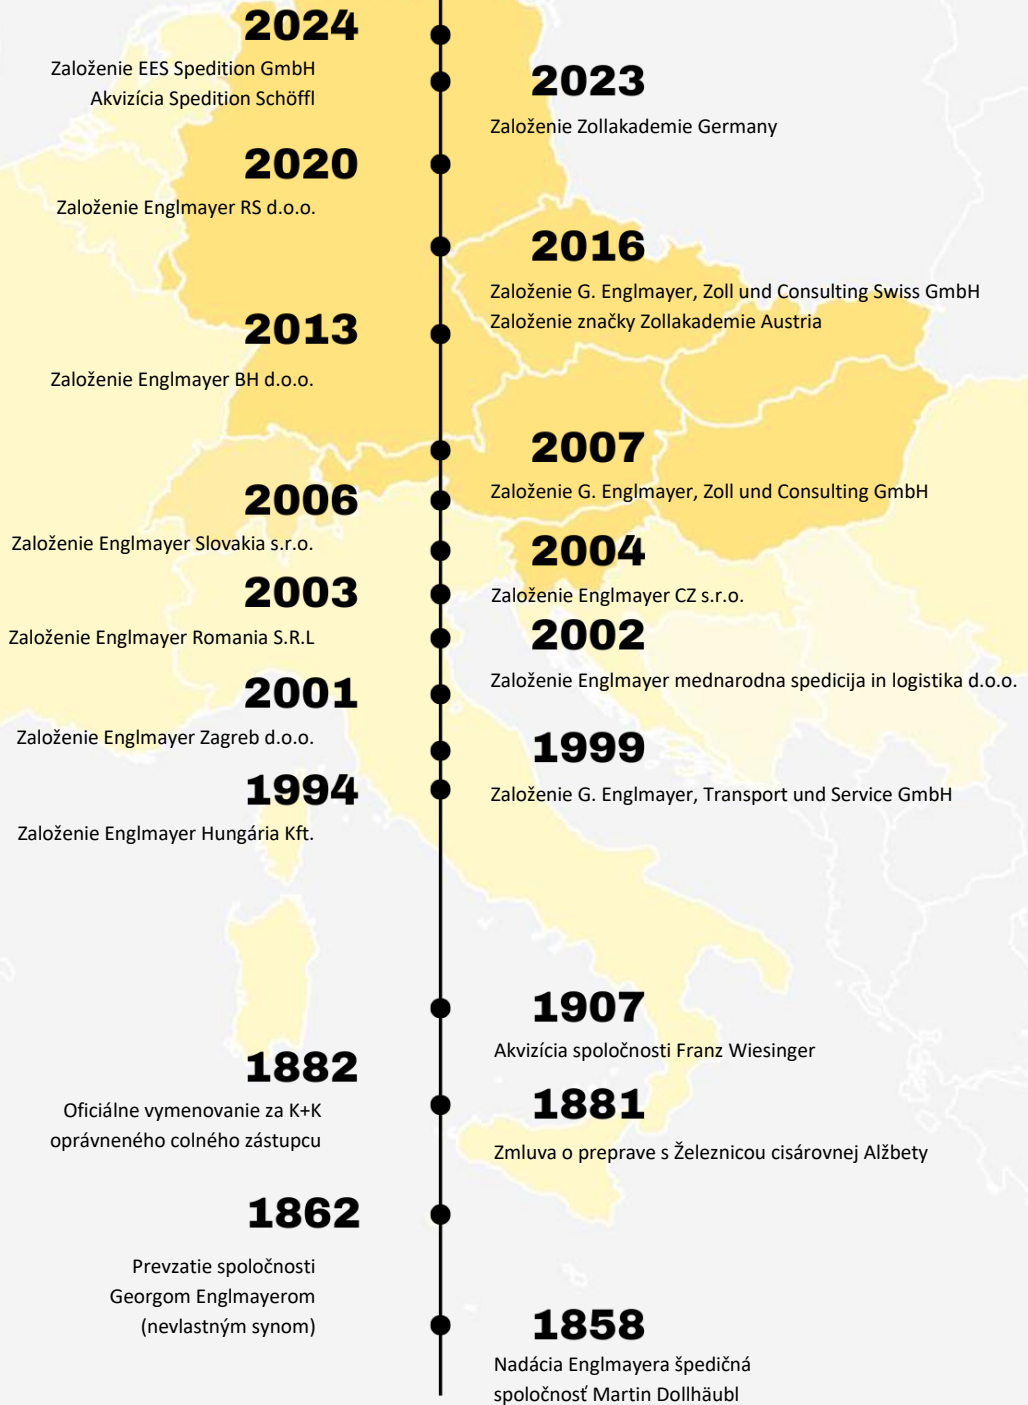 2024
Založenie EES Spedition GmbH
Akvizícia Spedition Schöffl
2023
Založenie Zollakademie Germany
2020
Založenie Englmayer RS d.o.o.
2016
Založenie G. Englmayer, Zoll und Consulting Swiss GmbH
Založenie značky Zollakademie Austria
2013
Založenie Englmayer BH d.o.o.
2007
Založenie G. Englmayer, Zoll und Consulting GmbH
2006
Založenie Englmayer Slovakia s.r.o.
2004
Založenie Englmayer CZ s.r.o.
2003
Založenie Englmayer Romania S.R.L
2002
Založenie Englmayer mednarodna spedicija in logistika d.o.o.
2001
Založenie Englmayer Zagreb d.o.o.
1999
Založenie G. Englmayer, Transport und Service GmbH
1994
Založenie Englmayer Hungária Kft.
1907
Akvizícia spoločnosti Franz Wiesinger
1882
Oficiálne vymenovanie za K+K
oprávneného colného zástupcu
1881
Zmluva o preprave s Železnicou cisárovnej Alžbety
1862
Prevzatie spoločnosti
Georgom Englmayerom
(nevlastným synom)
1858
Nadácia Englmayera špedičná
spoločnosť Martin Dollhäubl